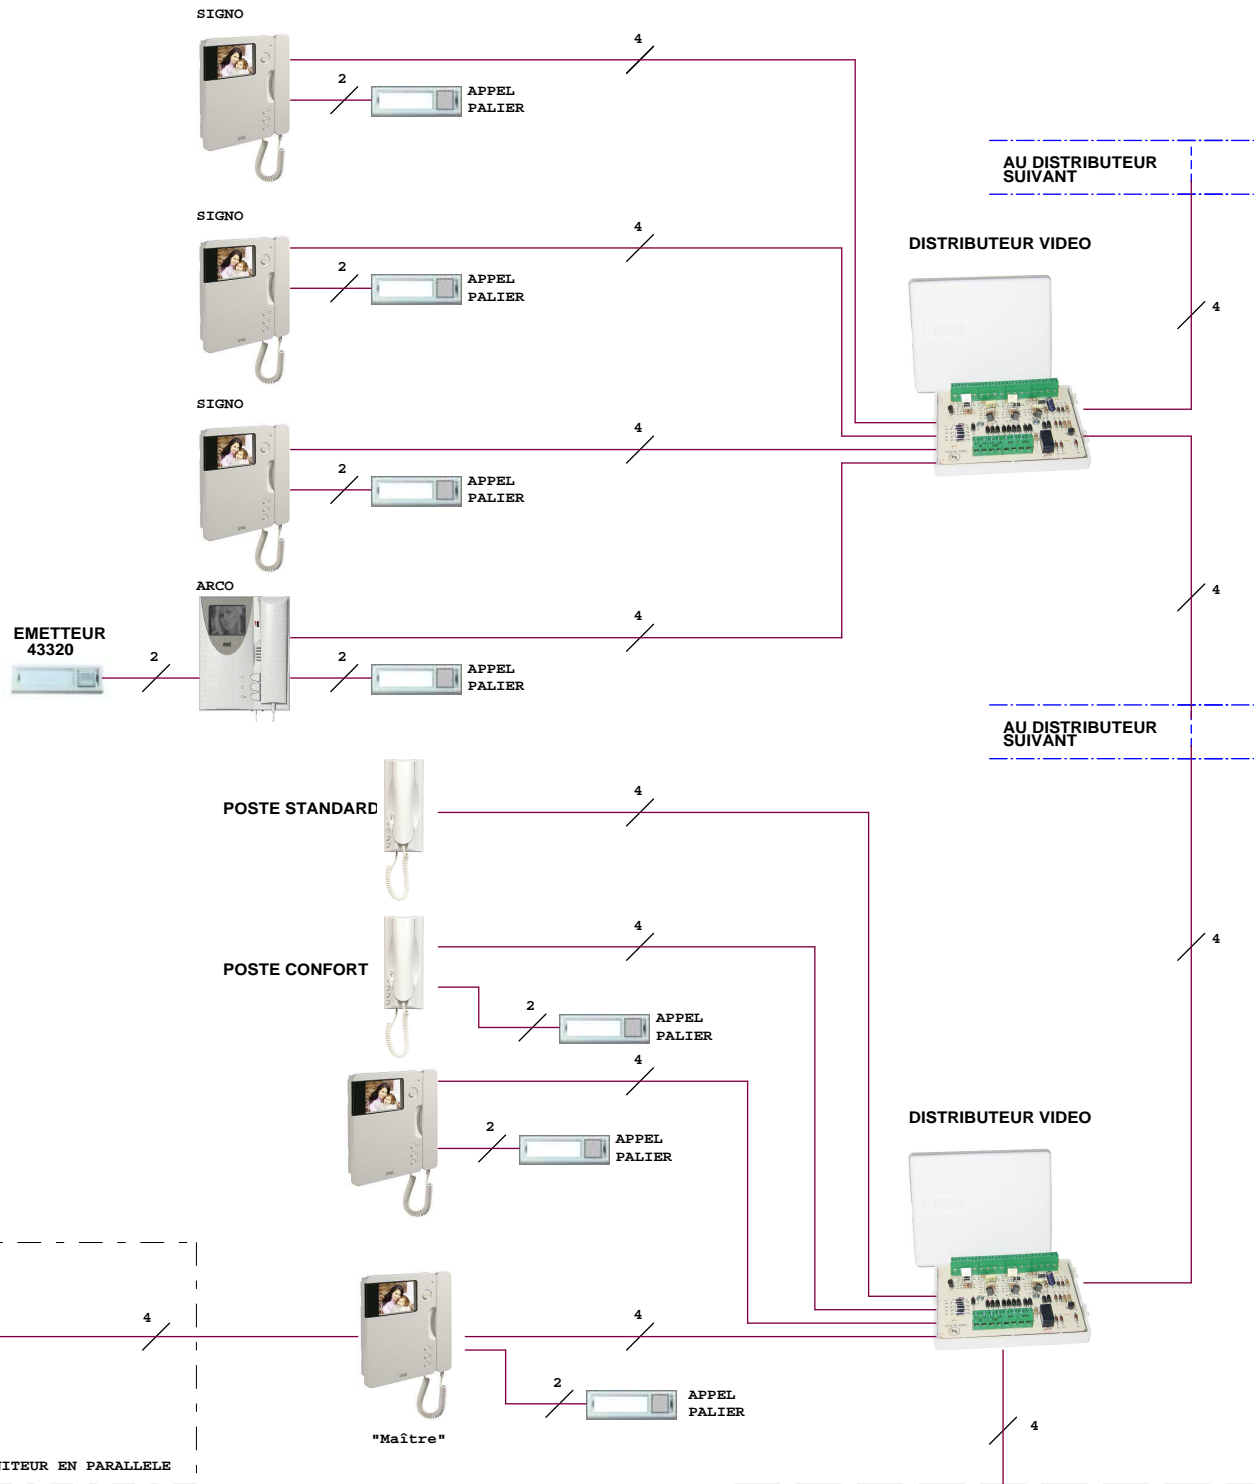 SIGNO
4
2
APPEL
PALIER
AU DISTRIBUTEUR
SUIVANT
SIGNO
4
DISTRIBUTEUR VIDEO
2
APPEL
PALIER
4
SIGNO
4
2
APPEL
PALIER
ARCO
4
4
EMETTEUR
43320
2
2
APPEL
PALIER
AU DISTRIBUTEUR
SUIVANT
4
POSTE STANDARD
4
4
POSTE CONFORT
2
APPEL
PALIER
4
DISTRIBUTEUR VIDEO
2
APPEL
PALIER
4
4
2
APPEL
PALIER
4
"Maître"
ITEUR EN PARALLELE